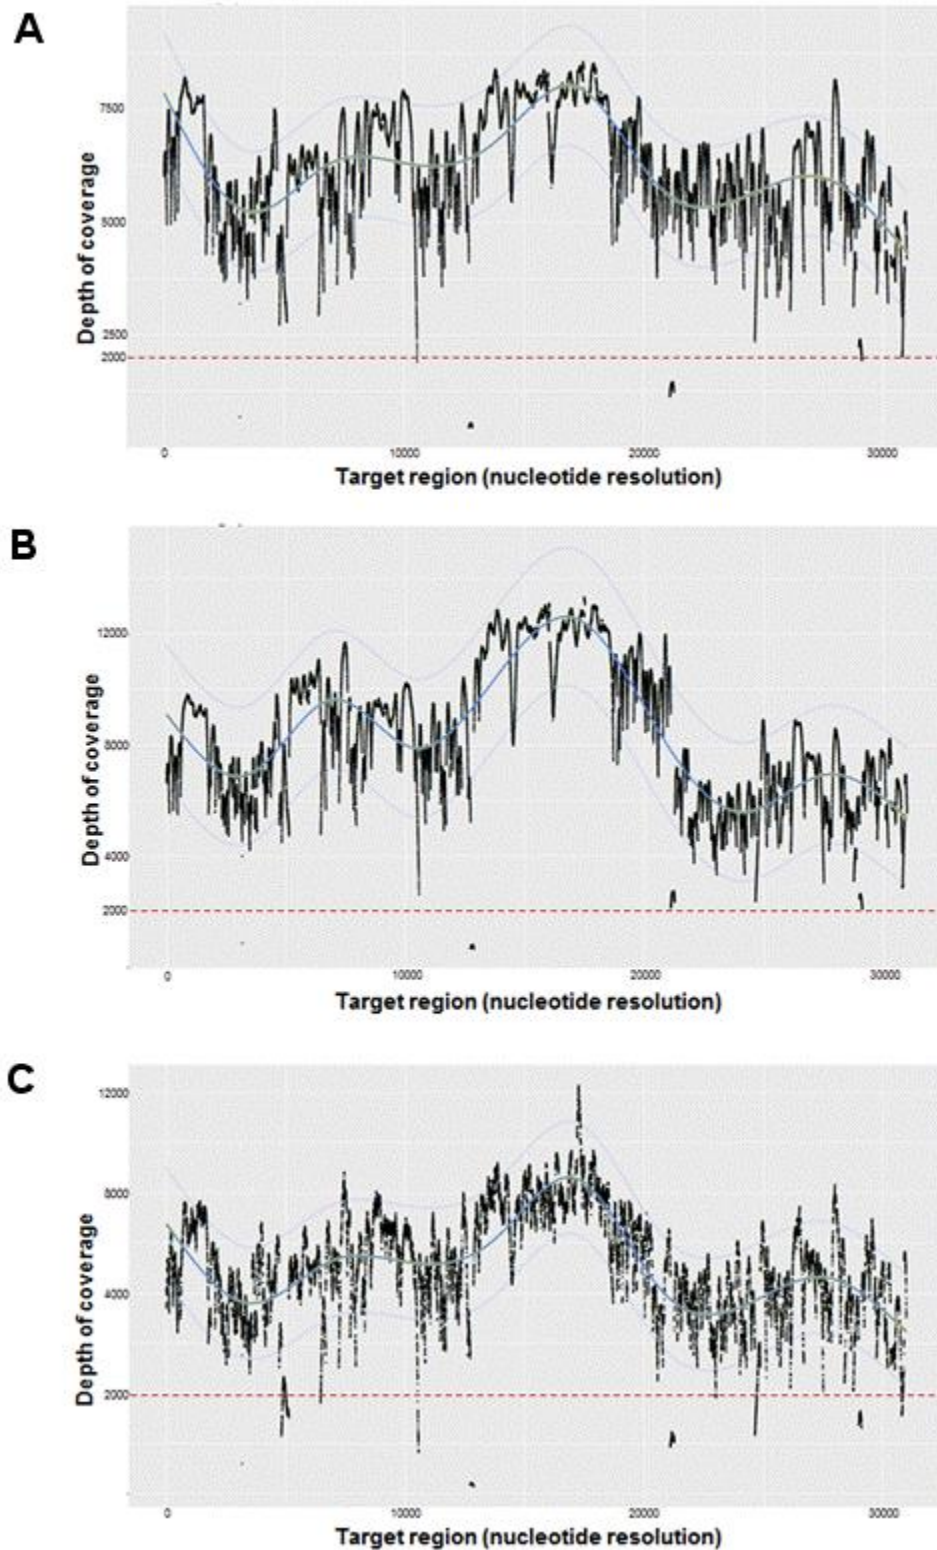 A
Depth of coverage
7500
5000
2500
2000
0 10000 20000 30000
Target region (nucleotide resolution)
B
Depth of coverage
12000
8000
4000
2000
0 10000 20000 30000
Target region (nucleotide resolution)
C
Depth of coverage
12000
8000
4000
2000
0 10000 20000 30000
Target region (nucleotide resolution)